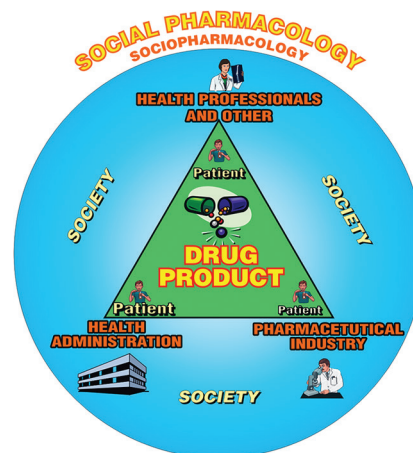 SOCIAL PHARMACOLOGY
SOCIOPHARMACOLOGY
HEALTH PROFESSIONALS
AND OTHER
Patient
SOCIETY
SOCIETY
DRUG
PRODUCT
Patient
Patient
HEALTH
ADMINISTRATION
PHARMACETUTICAL
INDUSTRY
SOCIETY